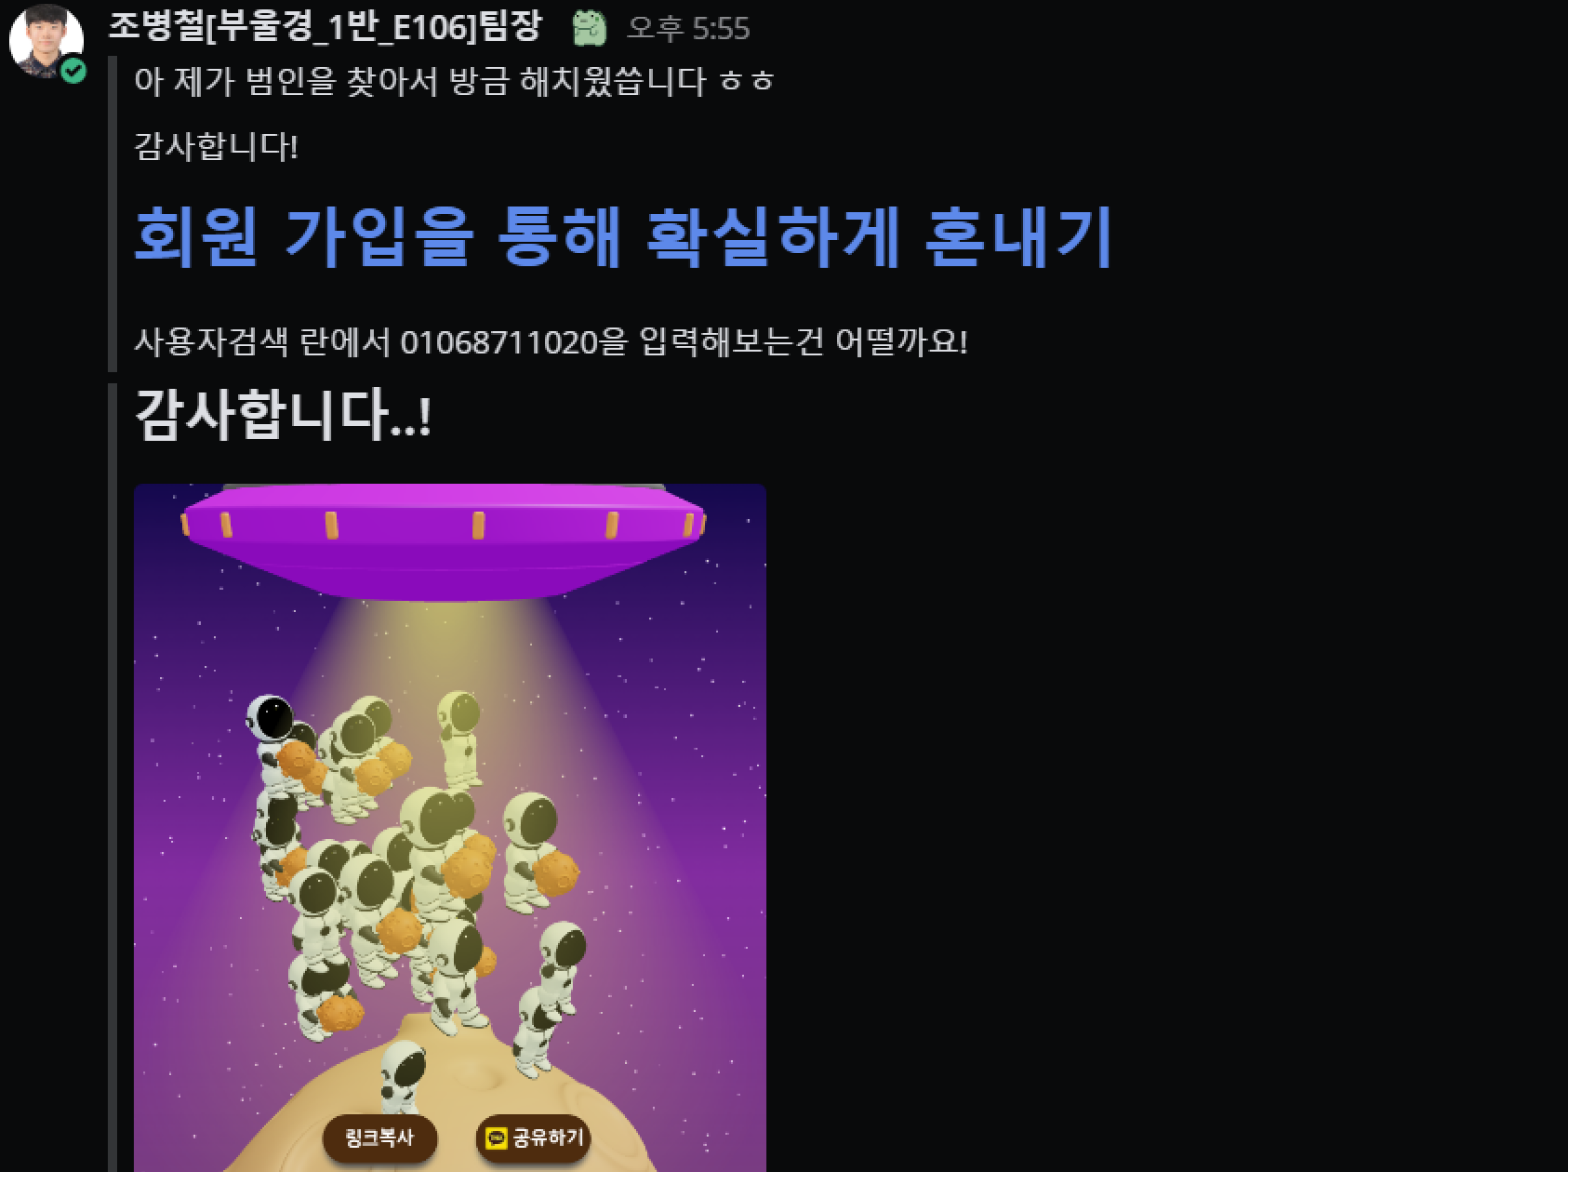 조병철[부울경_1반_E106]팀장 오후 5:55
아 제가 범인을 찾아서 방금 해치웠씁니다 ㅎㅎ
감사합니다!
회원 가입을 통해 확실하게 혼내기
사용자검색 란에서 01068711020을 입력해보는건 어떨까요!
감사합니다..!
링크복사 공유하기